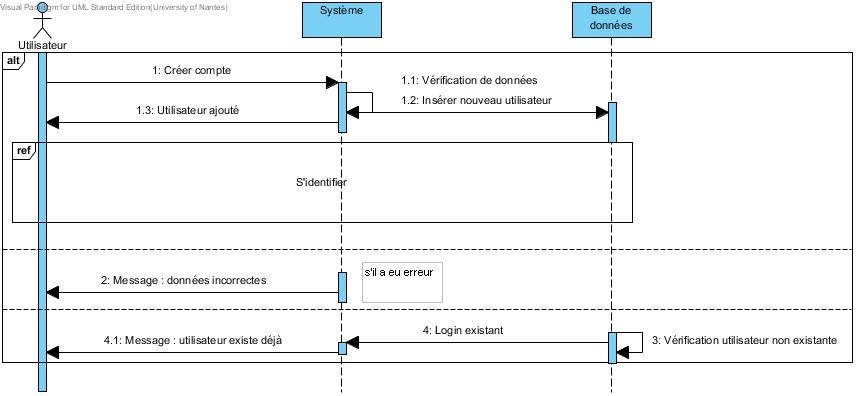 Visual Paradigm for UML Standard Edition(University of Nantes)
Système
Base de
données
Utilisateur
alt
1: Créer compte
1.1: Vérification de données
1.2: Insérer nouveau utilisateur
1.3: Utilisateur ajouté
ref
S'identifier
2: Message : données incorrectes
s'il a eu erreur
4: Login existant
3: Vérification utilisateur non existante
4.1: Message : utilisateur existe déjà